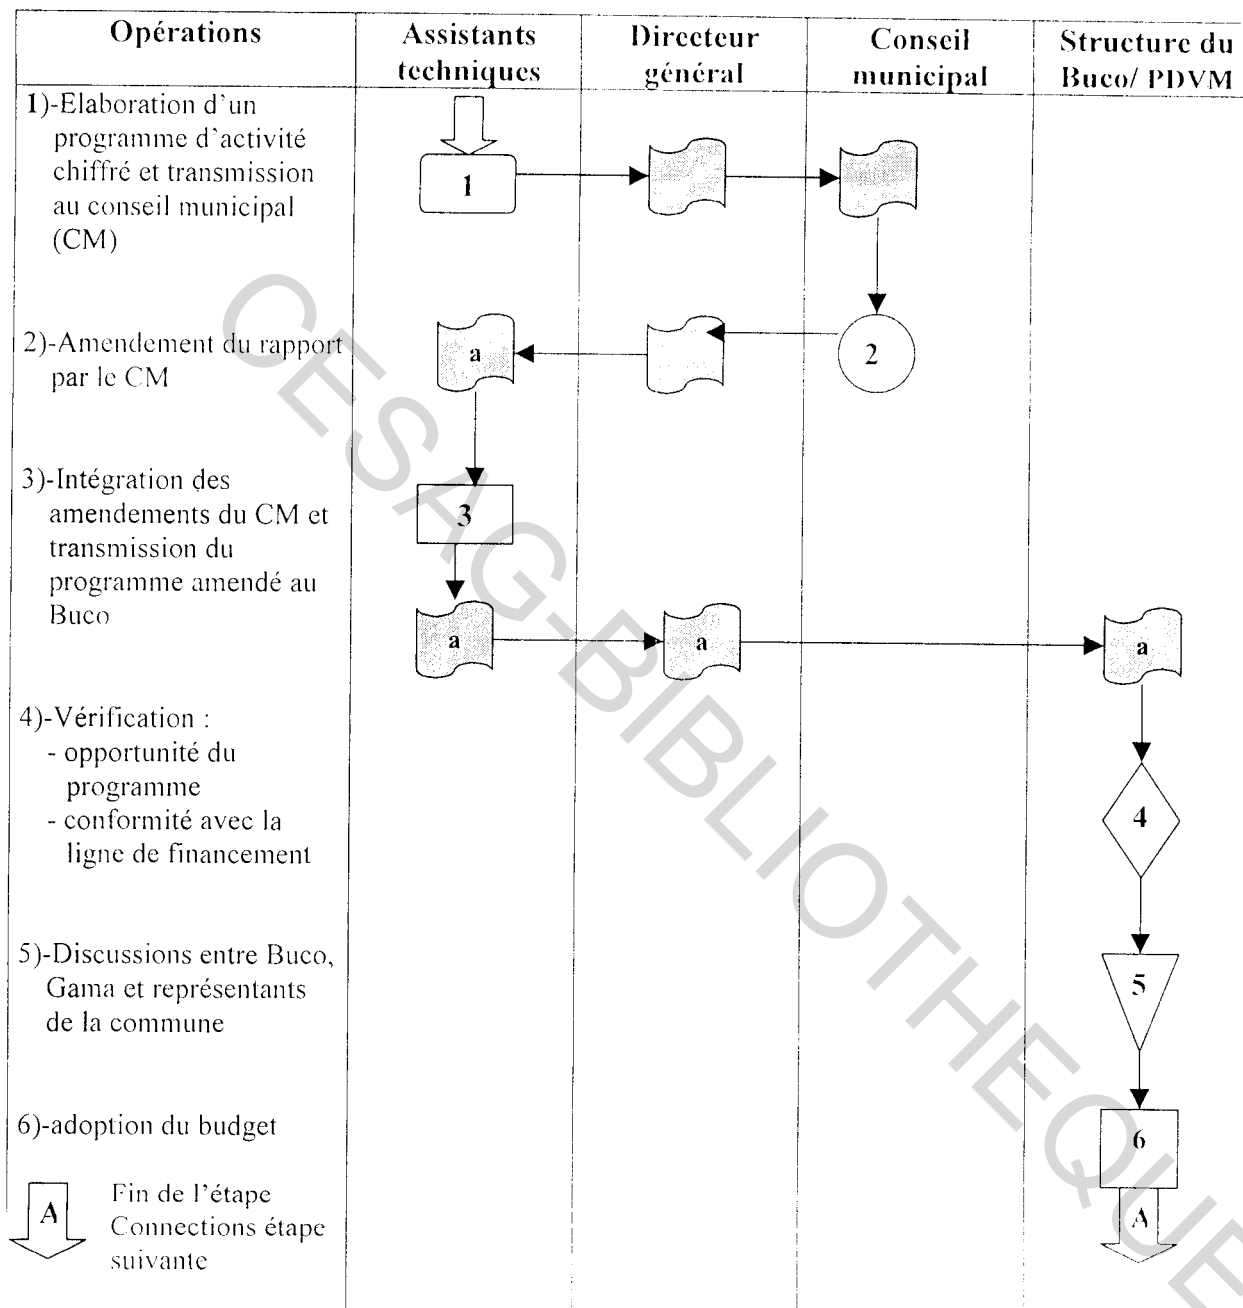 Opérations
Assistants
techniques
Directeur
général
Conseil
municipal
Structure du
Buco/ PDVM
1)-Elaboration d'un
programme d'activité
chiffré et transmission
au conseil municipal
(CM)
1
2)-Amendement du rapport
par le CM
a
2
3)-Intégration des
amendements du CM et
transmission du
programme amendé au
Buco
3
a
a
a
4)-Vérification :
- opportunité du
programme
- conformité avec la
ligne de financement
4
5)-Discussions entre Buco,
Gama et représentants
de la commune
5
6)-adoption du budget
6
A
Fin de l'étape
Connections étape
suivante
A
CESAG-BIBLIOTHEQUE